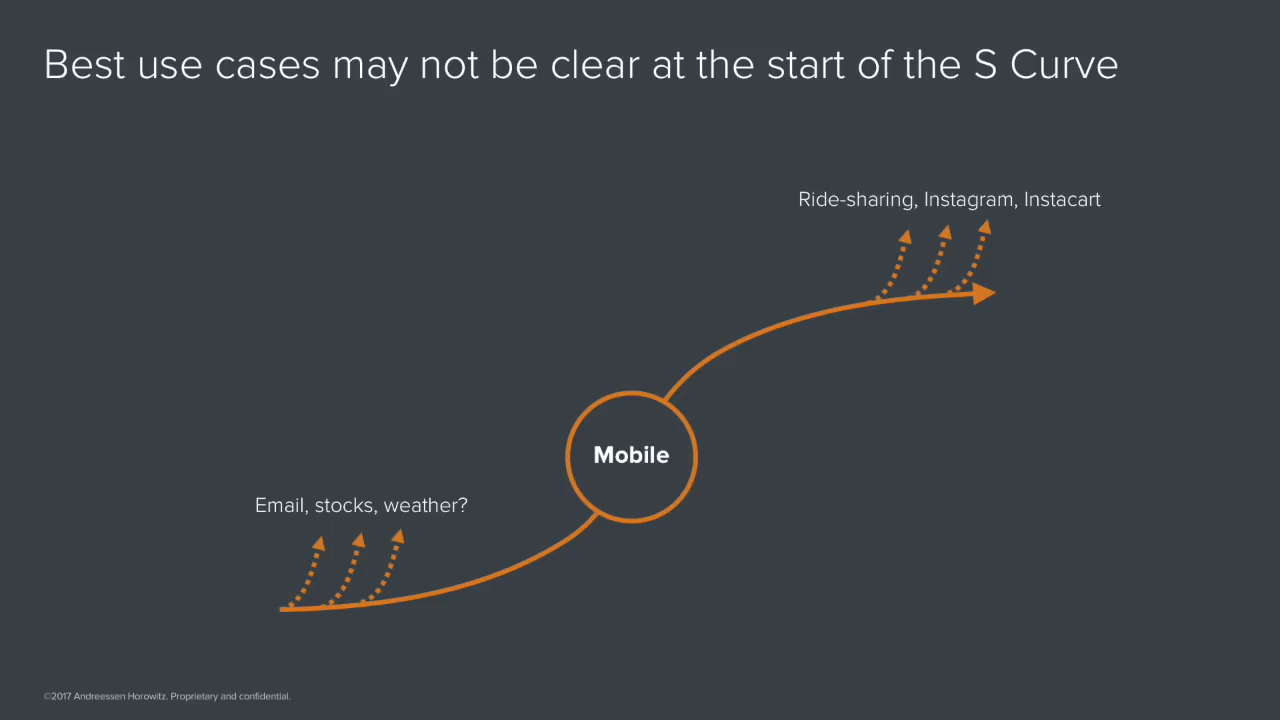 Best use cases may not be clear at the start of the S Curve
Ride-sharing, Instagram, Instacart
Mobile
Email, stocks, weather?
©2017 Andreessen Horowitz. Proprietary and confidential.